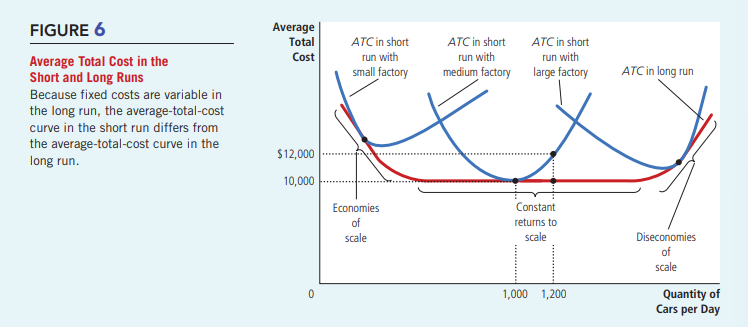 FIGURE 6
Average Total Cost in the
Short and Long Runs
Because fixed costs are variable in
the long run, the average-total-cost
curve in the short run differs from
the average-total-cost curve in the
long run.
Average
Total
Cost
ATC in short
run with
small factory
ATC in short
run with
medium factory
ATC in short
run with
large factory
ATC in long run
$12,000
10,000
Economies
of
scale
Constant
returns to
scale
Diseconomies
of
scale
0
1,000
1,200
Quantity of
Cars per Day